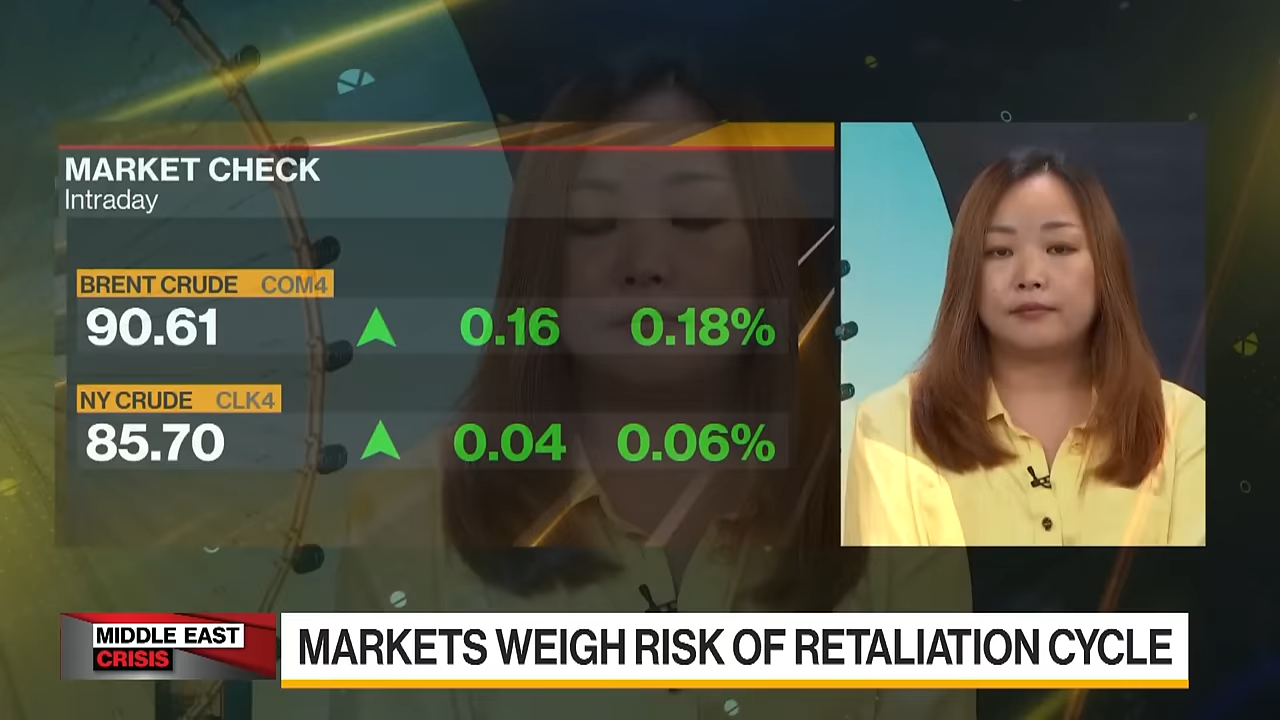 MARKET CHECK
Intraday
BRENT CRUDE COM4
90.61 0.16 0.18%
NY CRUDE CLK4
85.70 0.04 0.06%
MIDDLE EAST
CRISIS
MARKETS WEIGH RISK OF RETALIATION CYCLE